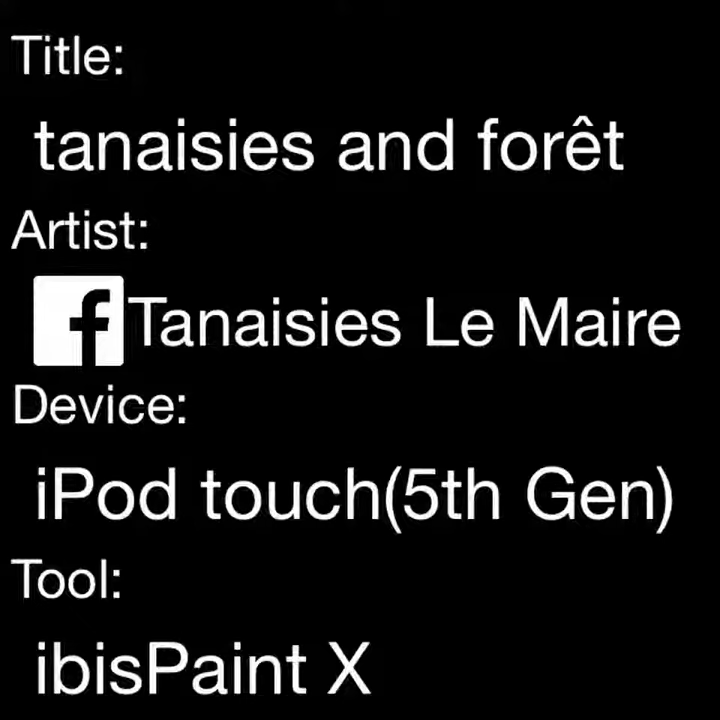 Title:
tanaisies and forêt
Artist:
Tanaisies Le Maire
Device:
iPod touch(5th Gen)
Tool:
ibisPaint X